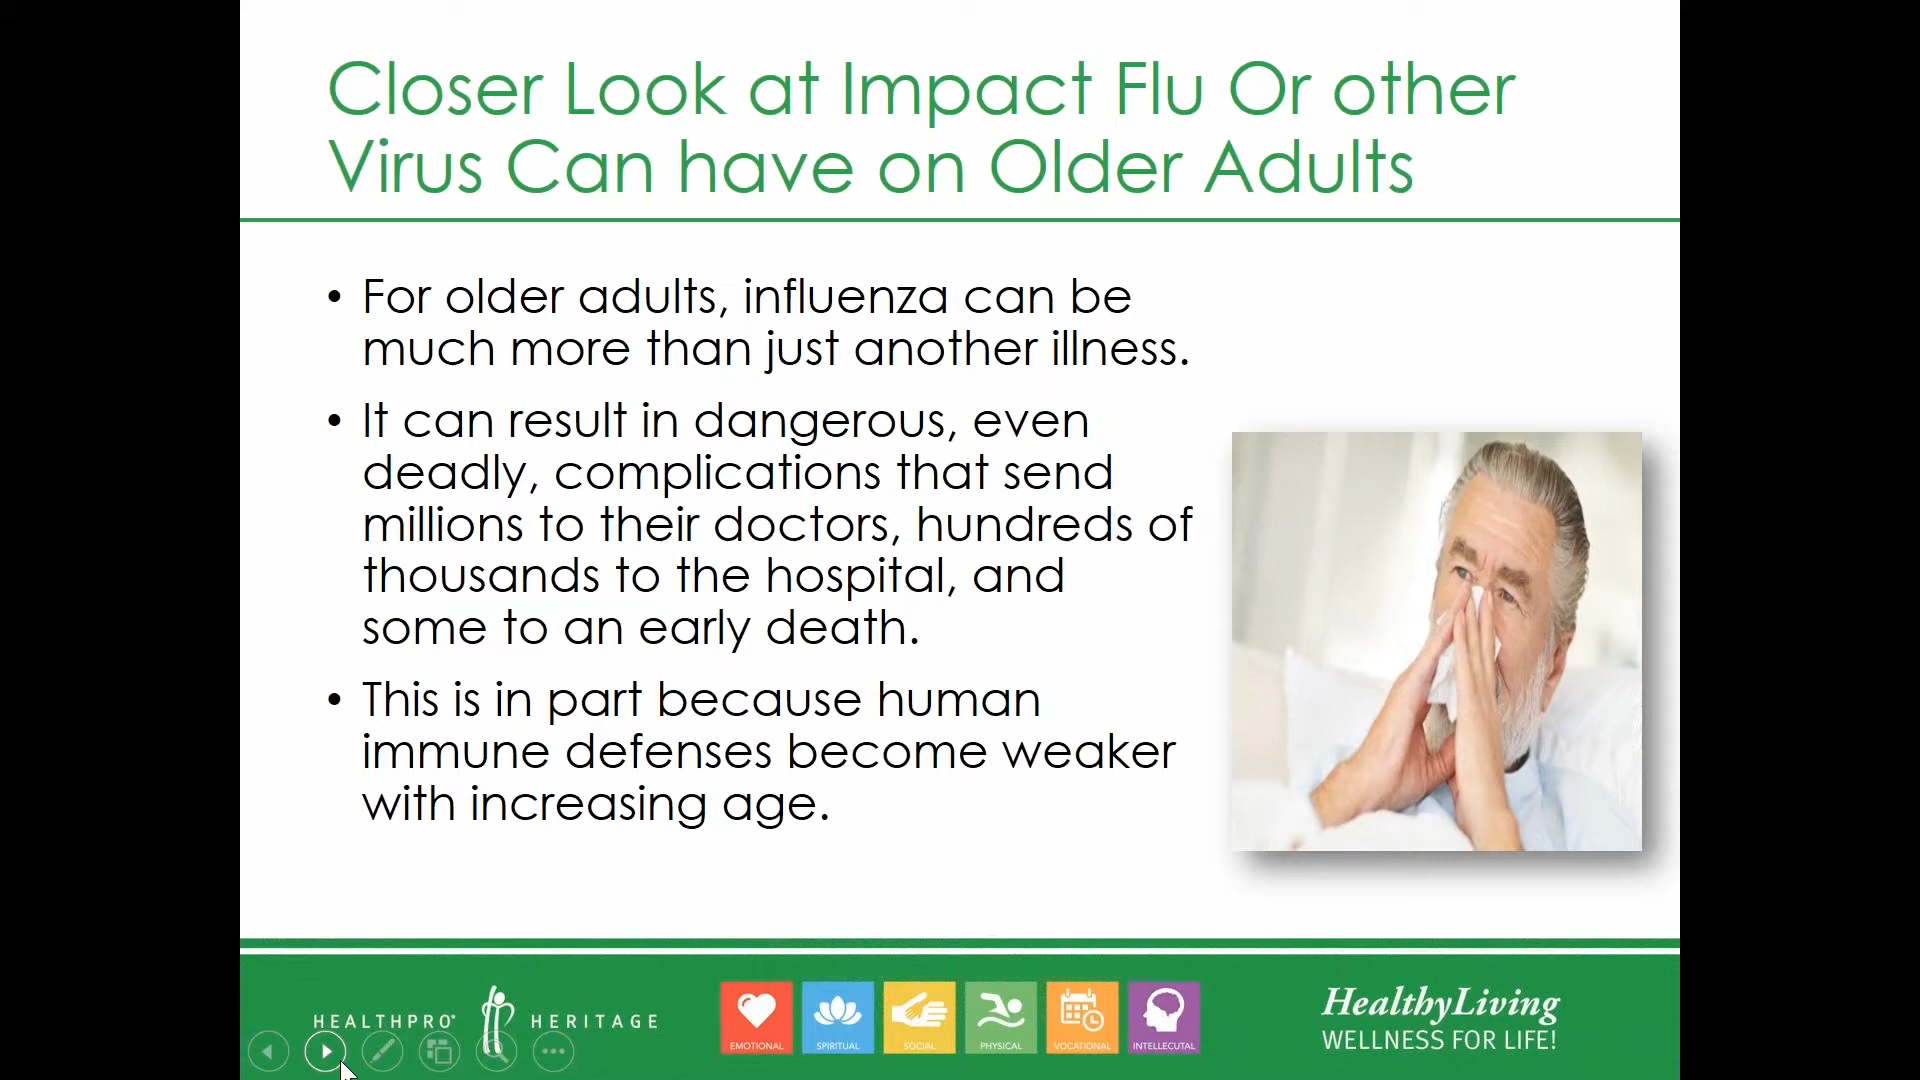 Closer Look at Impact Flu Or other
Virus Can have on Older Adults
• For older adults, influenza can be
much more than just another illness.
• It can result in dangerous, even
deadly, complications that send
millions to their doctors, hundreds of
thousands to the hospital, and
some to an early death.
• This is in part because human
immune defenses become weaker
with increasing age.
HEALTHPRO® HERITAGE
EMOTIONAL
SPIRITUAL
SOCIAL
PHYSICAL
VOCATIONAL
INTELLECUTAL
HealthyLiving
WELLNESS FOR LIFE!